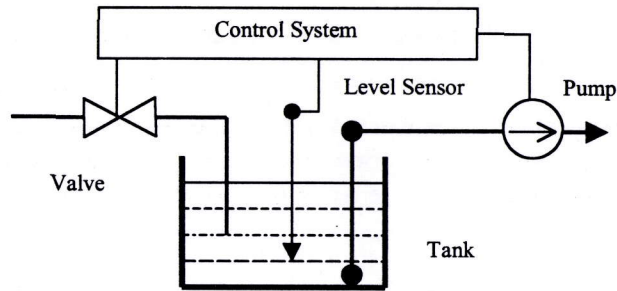 Control System
Level Sensor
Pump
Valve
Tank